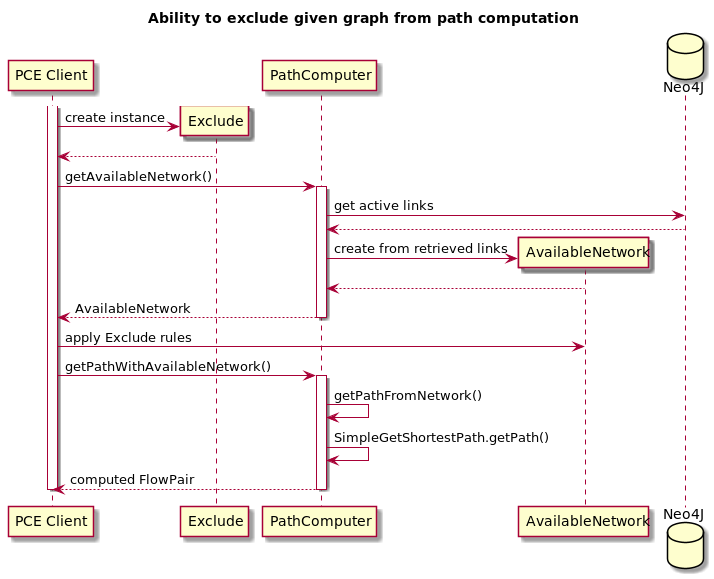 Ability to exclude given graph from path computation
PCE Client
PathComputer
Neo4J
create instance
Exclude
getAvailableNetwork()
get active links
create from retrieved links
AvailableNetwork
AvailableNetwork
apply Exclude rules
getPathWithAvailableNetwork()
getPathFromNetwork()
SimpleGetShortestPath.getPath()
computed FlowPair
PCE Client
Exclude
PathComputer
AvailableNetwork
Neo4J